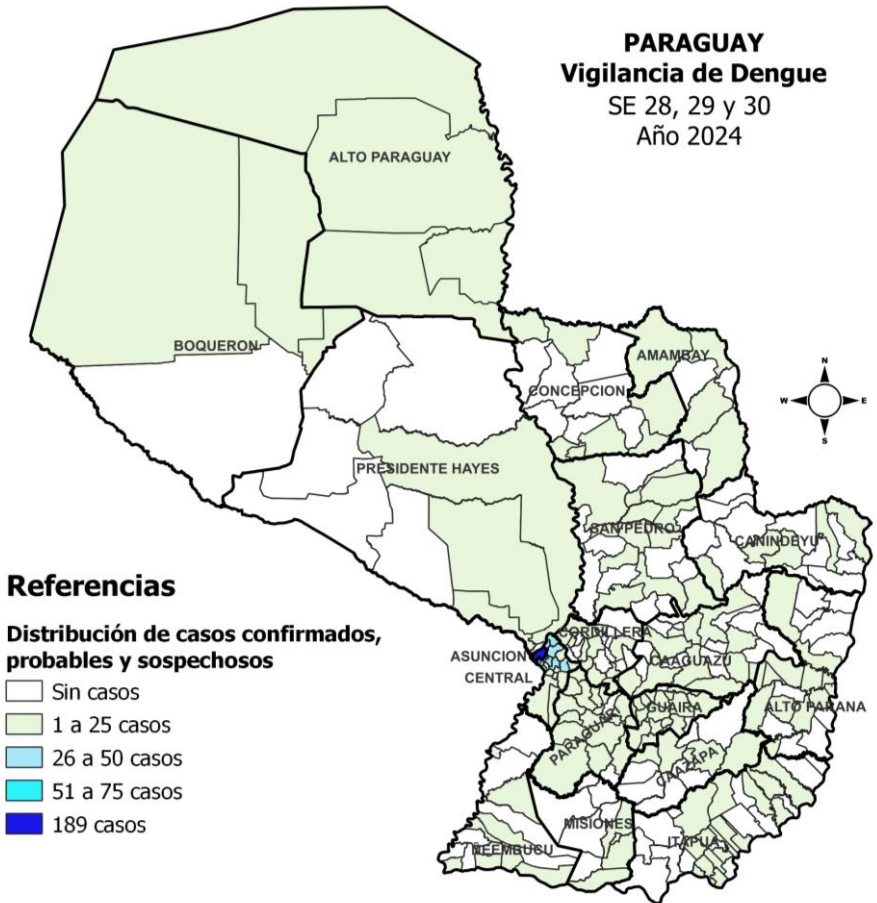 PARAGUAY
Vigilancia de Dengue
SE 28, 29 y 30
Año 2024
ALTO PARAGUAY
BOQUERON
AMAMBAY
CONCEPCION
N
W
E
S
PRESIDENTE HAYES
SAN PEDRO
CANINDEYU
CORDILLERA
ASUNCION
CENTRAL
CAAGUAZU
GUAIRA
ALTO PARANA
PARAGUARI
CAAZAPA
MISIONES
ITAPUA
ÑEEMBUCU
Referencias
Distribución de casos confirmados,
probables y sospechosos
Sin casos
1 a 25 casos
26 a 50 casos
51 a 75 casos
189 casos